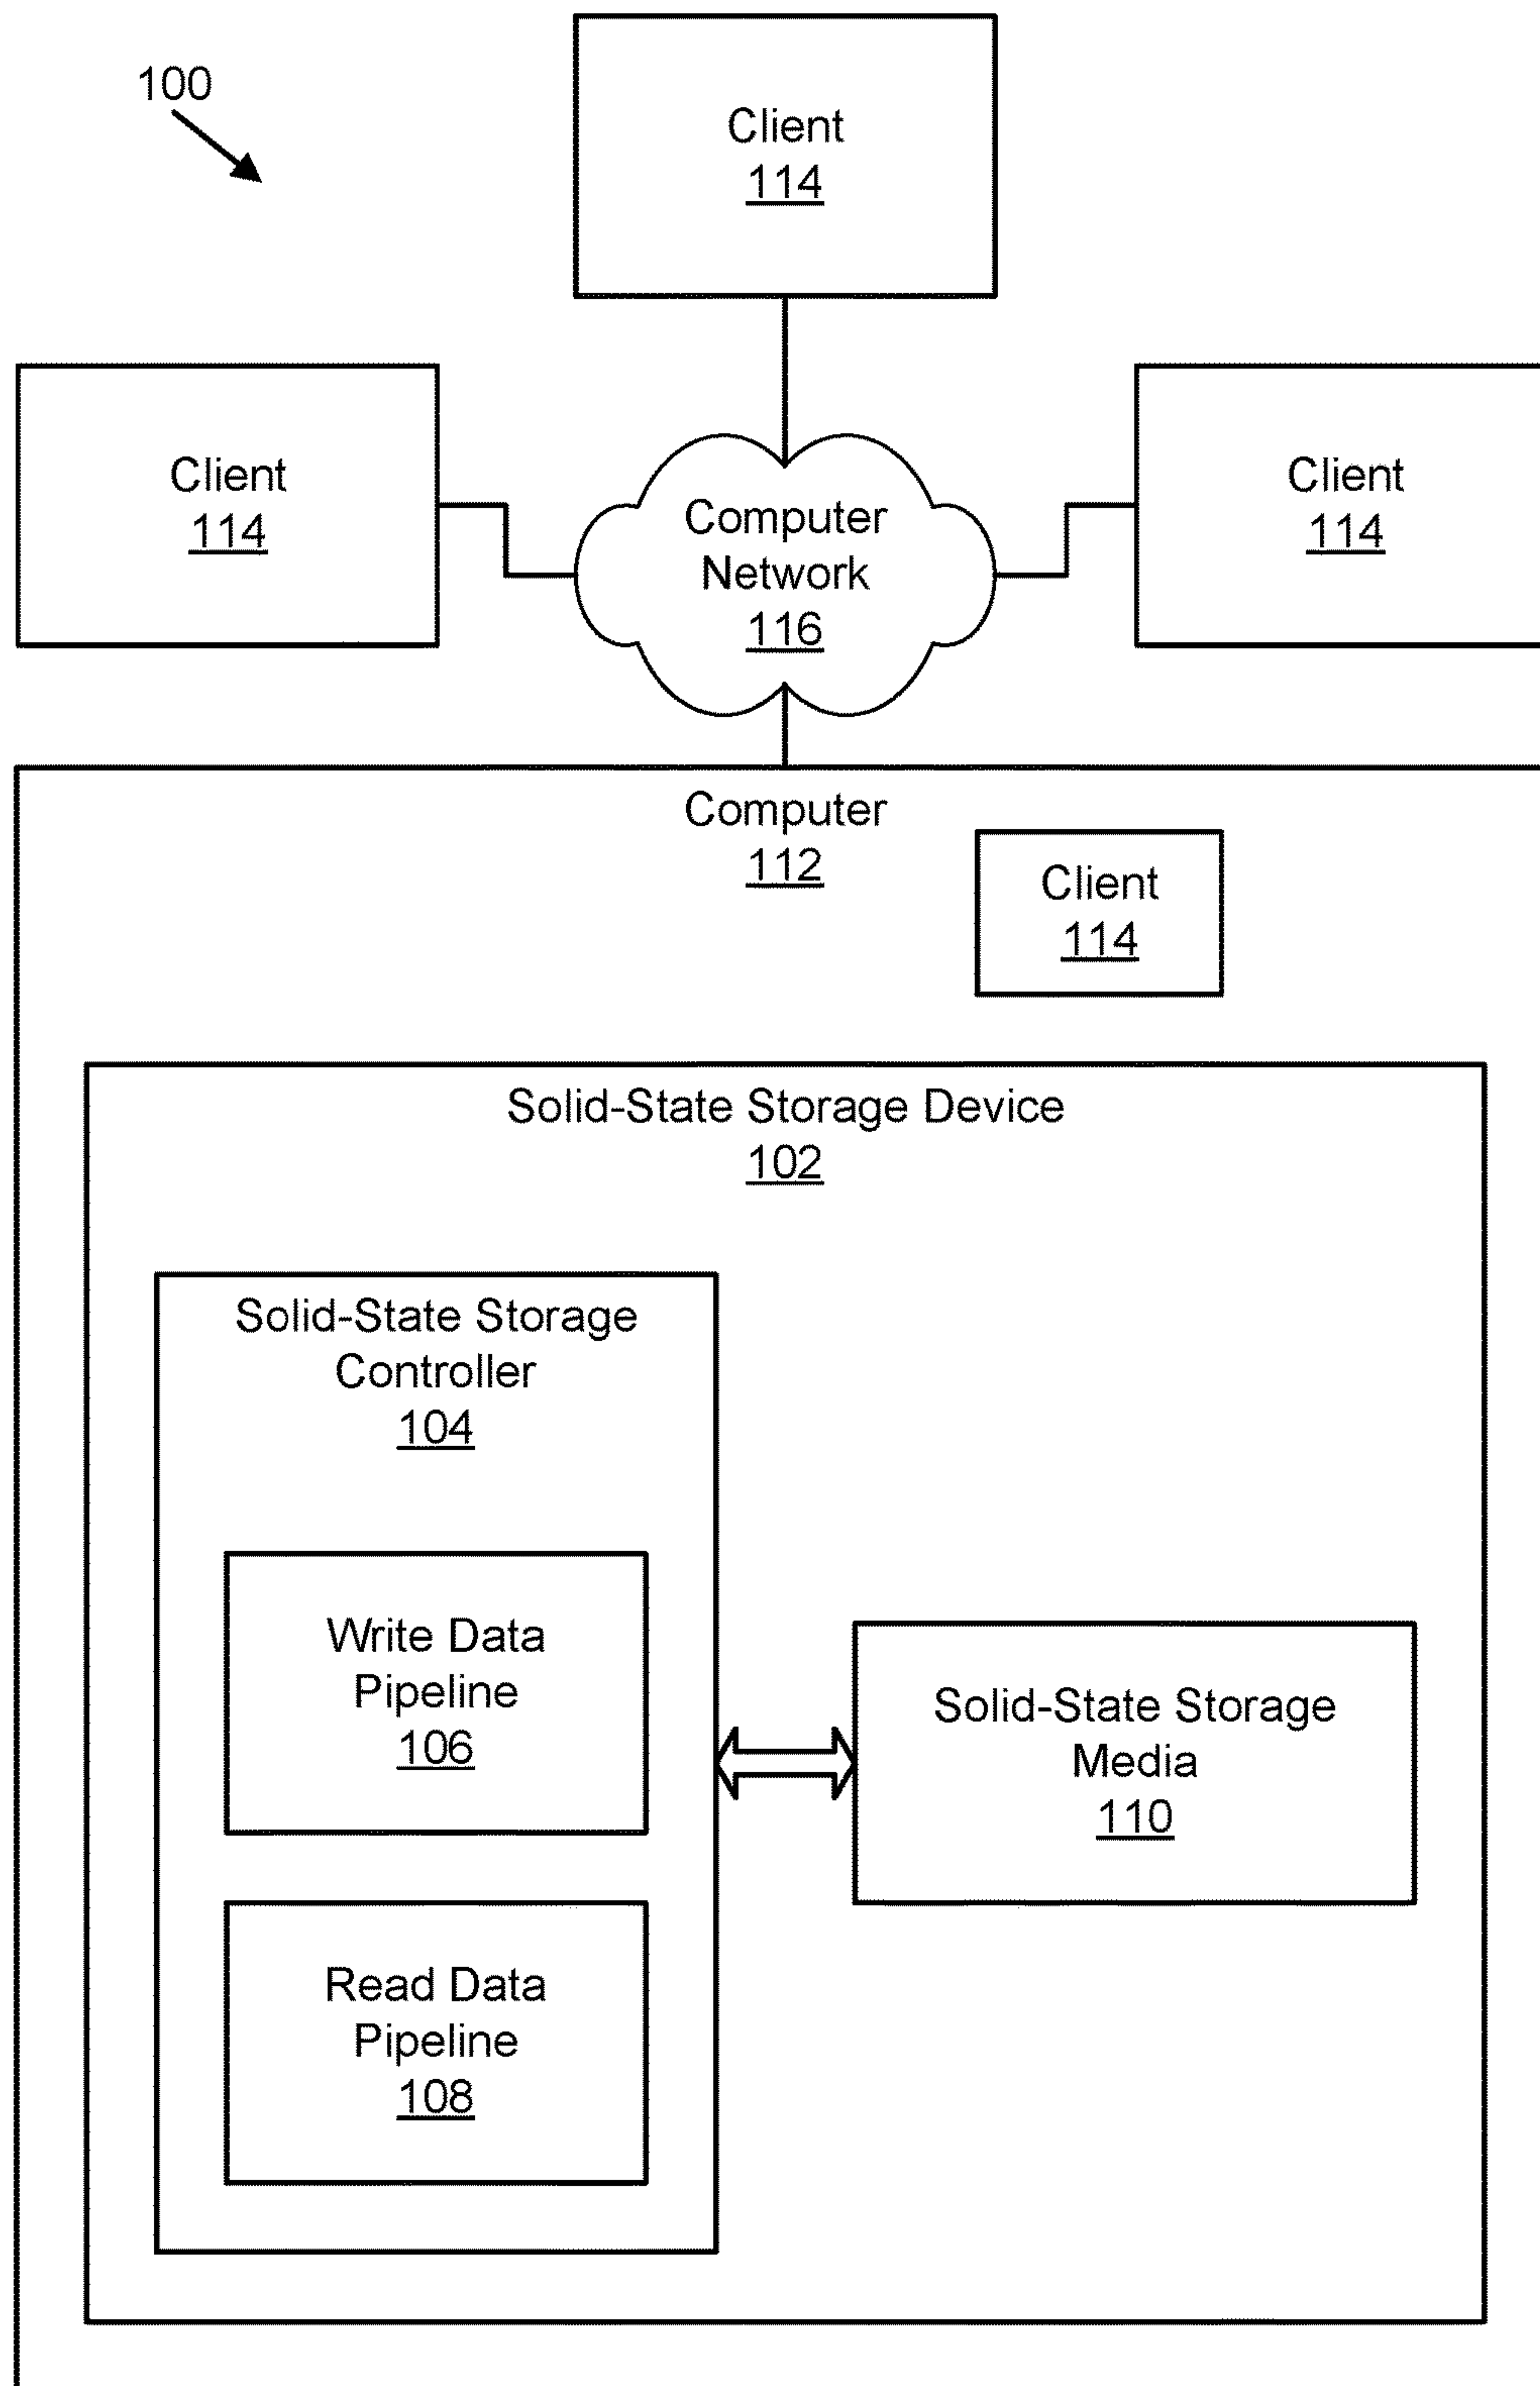 100
Client
114
Client
114
Computer
Network
116
Client
114
Computer
112
Client
114
Solid-State Storage Device
102
Solid-State Storage
Controller
104
Write Data
Pipeline
106
Solid-State Storage
Media
110
Read Data
Pipeline
108